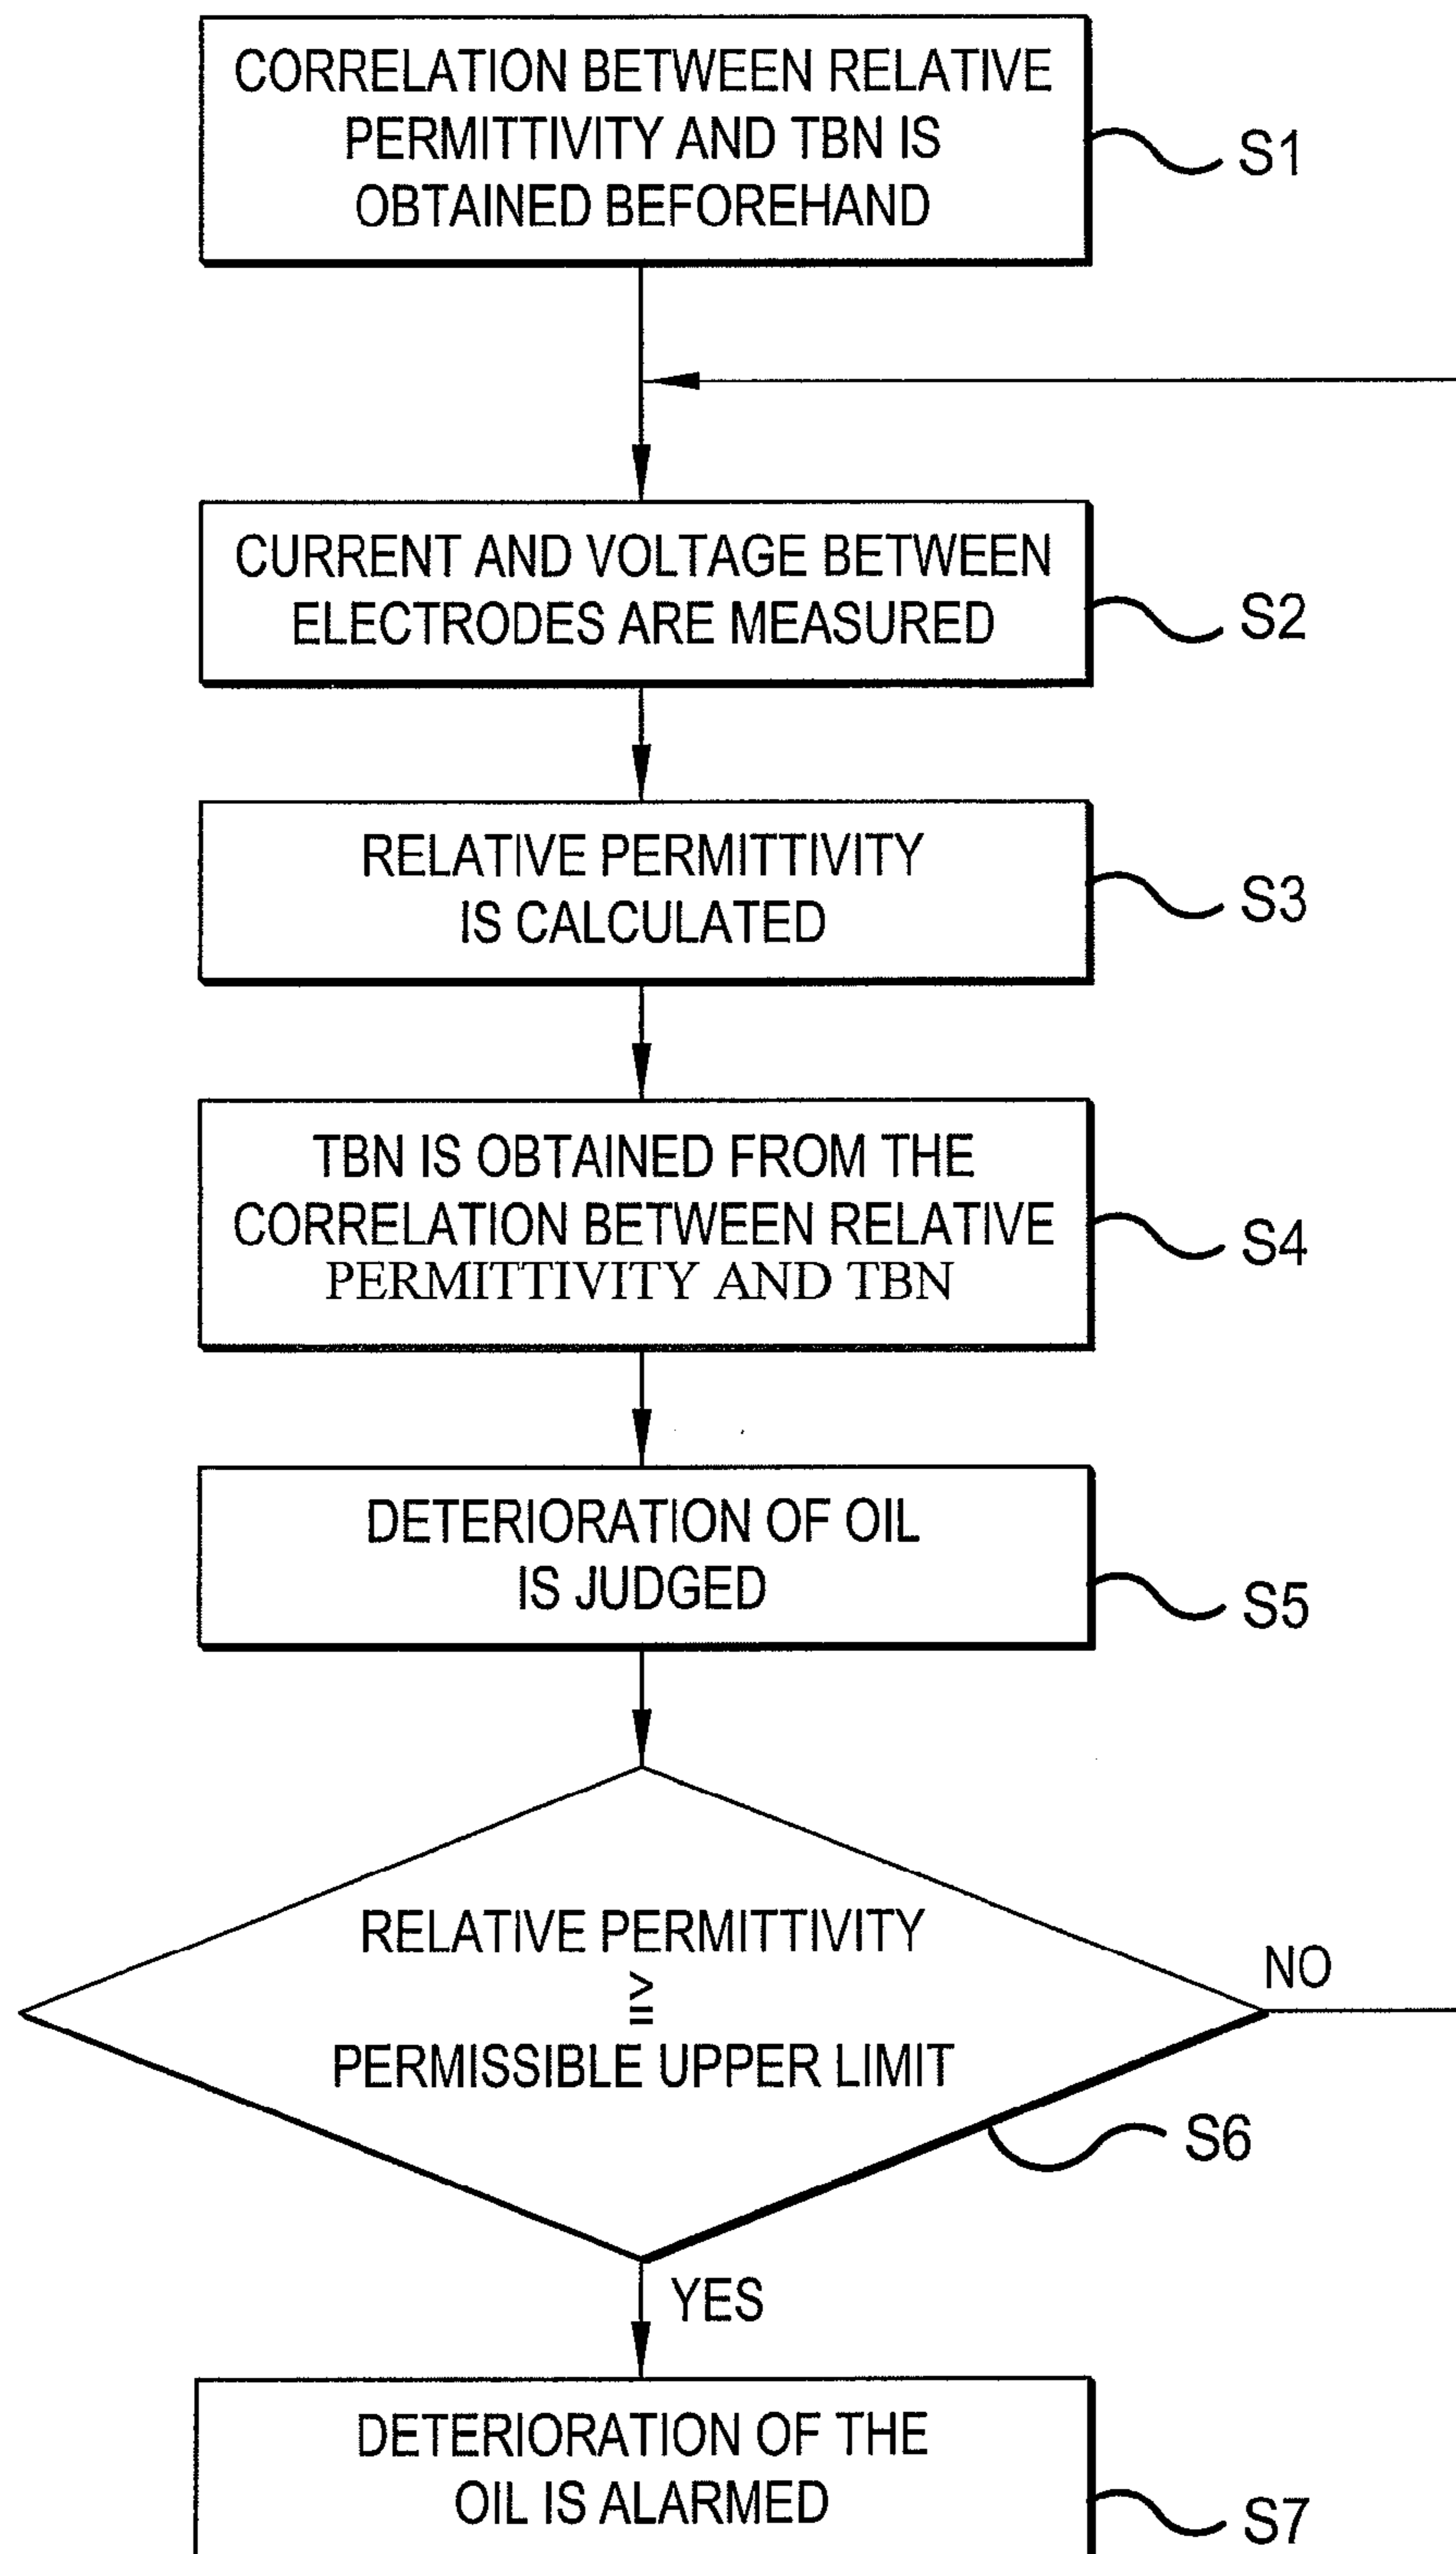 CORRELATION BETWEEN RELATIVE
PERMITTIVITY AND TBN IS
OBTAINED BEFOREHAND
S1
CURRENT AND VOLTAGE BETWEEN
ELECTRODES ARE MEASURED
S2
RELATIVE PERMITTIVITY
IS CALCULATED
S3
TBN IS OBTAINED FROM THE
CORRELATION BETWEEN RELATIVE
PERMITTIVITY AND TBN
S4
DETERIORATION OF OIL
IS JUDGED
S5
RELATIVE PERMITTIVITY
≧
PERMISSIBLE UPPER LIMIT
NO
S6
YES
DETERIORATION OF THE
OIL IS ALARMED
S7